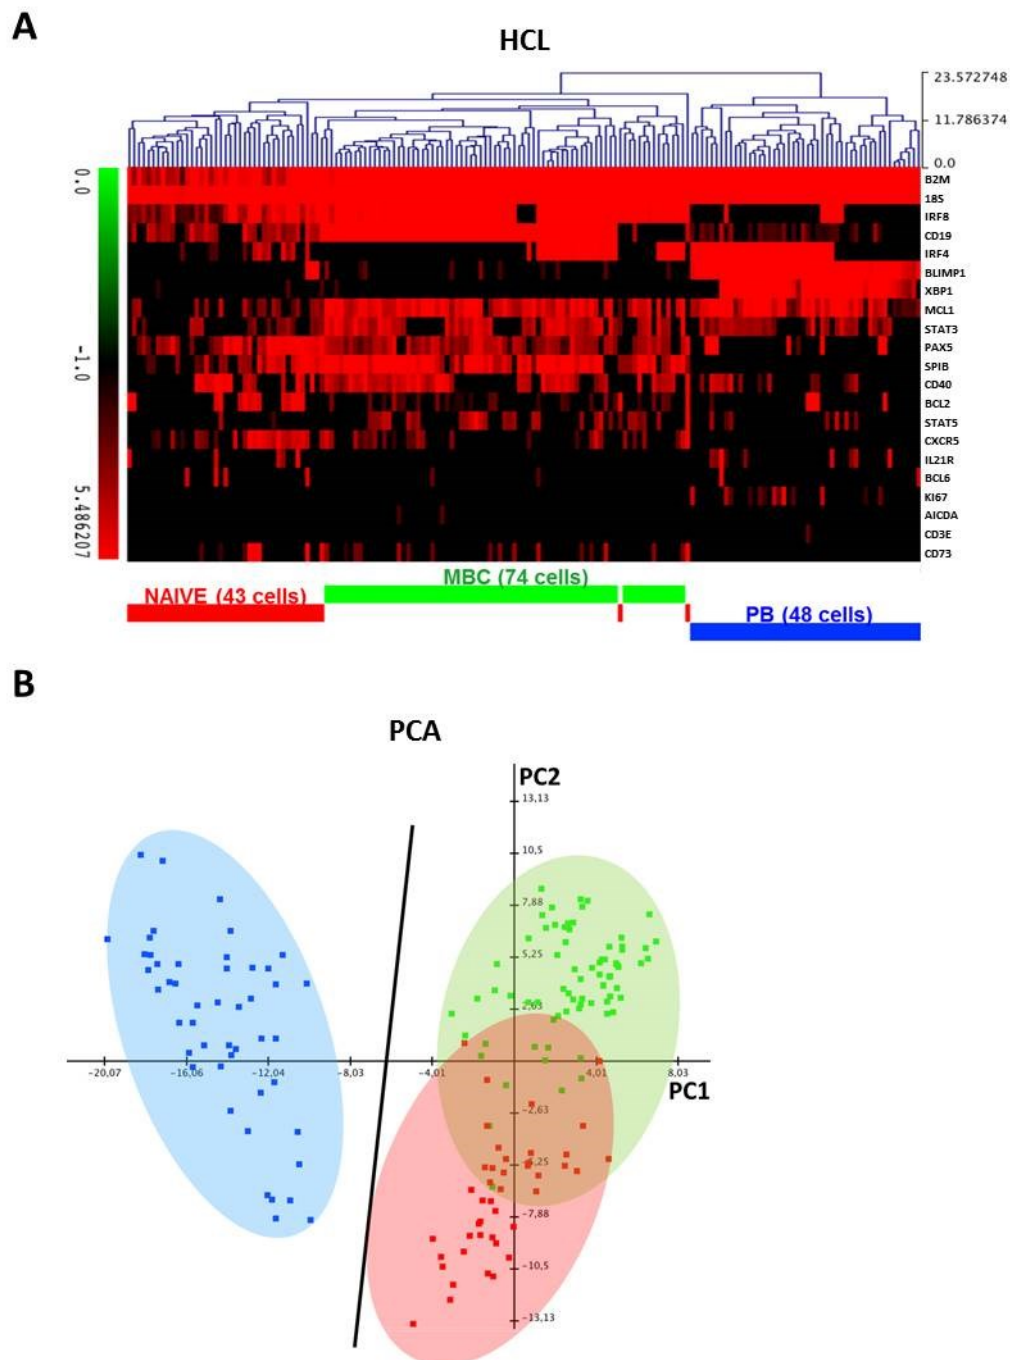 A
HCL
23.572748
11.786374
0.0
0.0
-1.0
5.486207
B2M
18S
IRF8
CD19
IRF4
BLIMP1
XBP1
MCL1
STAT3
PAX5
SPIB
CD40
BCL2
STAT5
CXCR5
IL21R
BCL6
KI67
AICDA
CD3E
CD73
MBC (74 cells)
NAIVE (43 cells)
PB (48 cells)
B
PCA
PC2
13,13
10,5
7,88
5,25
2,63
-20,07
-16,06
-12,04
-8,03
-4,01
4,01
8,03
PC1
-2,63
-5,25
-7,88
-10,5
-13,13